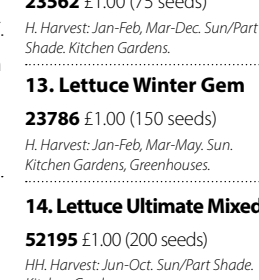 23562 £1.00 (75 seeds)
H. Harvest: Jan-Feb, Mar-Dec. Sun/Part
Shade. Kitchen Gardens.
13. Lettuce Winter Gem
23786 £1.00 (150 seeds)
H. Harvest: Jan-Feb, Mar-May. Sun.
Kitchen Gardens, Greenhouses.
14. Lettuce Ultimate Mixed
52195 £1.00 (200 seeds)
HH. Harvest: Jun-Oct. Sun/Part Shade.